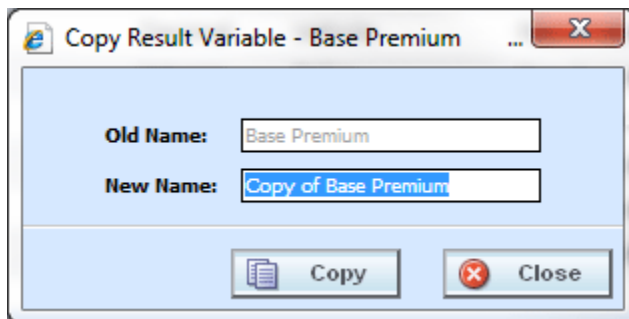 Copy Result Variable - Base Premium ...
Old Name: Base Premium
New Name: Copy of Base Premium
Copy Close